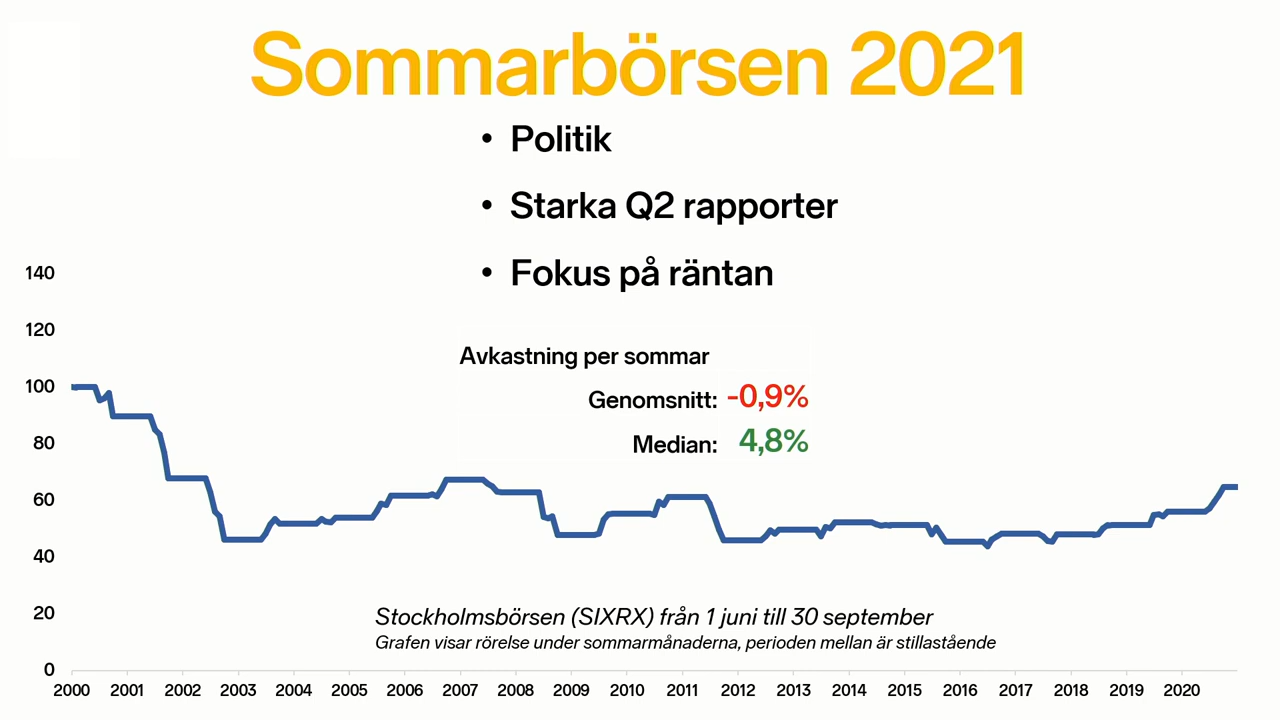 Sommarbörsen 2021
• Politik
• Starka Q2 rapporter
• Fokus på räntan
140
120
100
80
60
40
20
0
Avkastning per sommar
Genomsnitt: -0,9%
Median: 4,8%
Stockholmsbörsen (SIXRX) från 1 juni till 30 september
Grafen visar rörelse under sommarmånaderna, perioden mellan är stillastående
2000 2001 2002 2003 2004 2005 2006 2007 2008 2009 2010 2011 2012 2013 2014 2015 2016 2017 2018 2019 2020